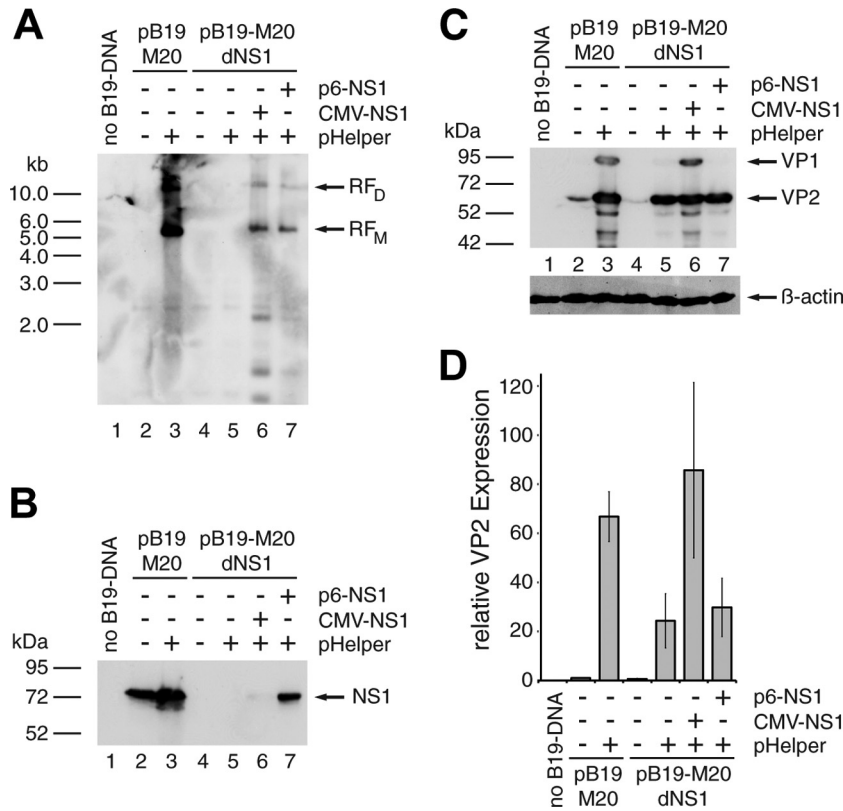 A
no B19-DNA
pB19 pB19-M20
M20 dNS1
- - - - - + p6-NS1
- - - - + - CMV-NS1
- + - + + + pHelper
kb
10.0
6.0
5.0
4.0
3.0
2.0
RFD
RFM
1 2 3 4 5 6 7
B
no B19-DNA
pB19 pB19-M20
M20 dNS1
- - - - - + p6-NS1
- - - - + - CMV-NS1
- + - + + + pHelper
kDa
95
72
52
NS1
1 2 3 4 5 6 7
C
no B19-DNA
pB19 pB19-M20
M20 dNS1
- - - - - + p6-NS1
- - - - + - CMV-NS1
- + - + + + pHelper
kDa
95
72
52
42
VP1
VP2
1 2 3 4 5 6 7
ß-actin
D
relative VP2 Expression
120
100
80
60
40
20
0
- - - - - + p6-NS1
- - - - + - CMV-NS1
- + - + + + pHelper
no B19-DNA
pB19 pB19-M20
M20 dNS1